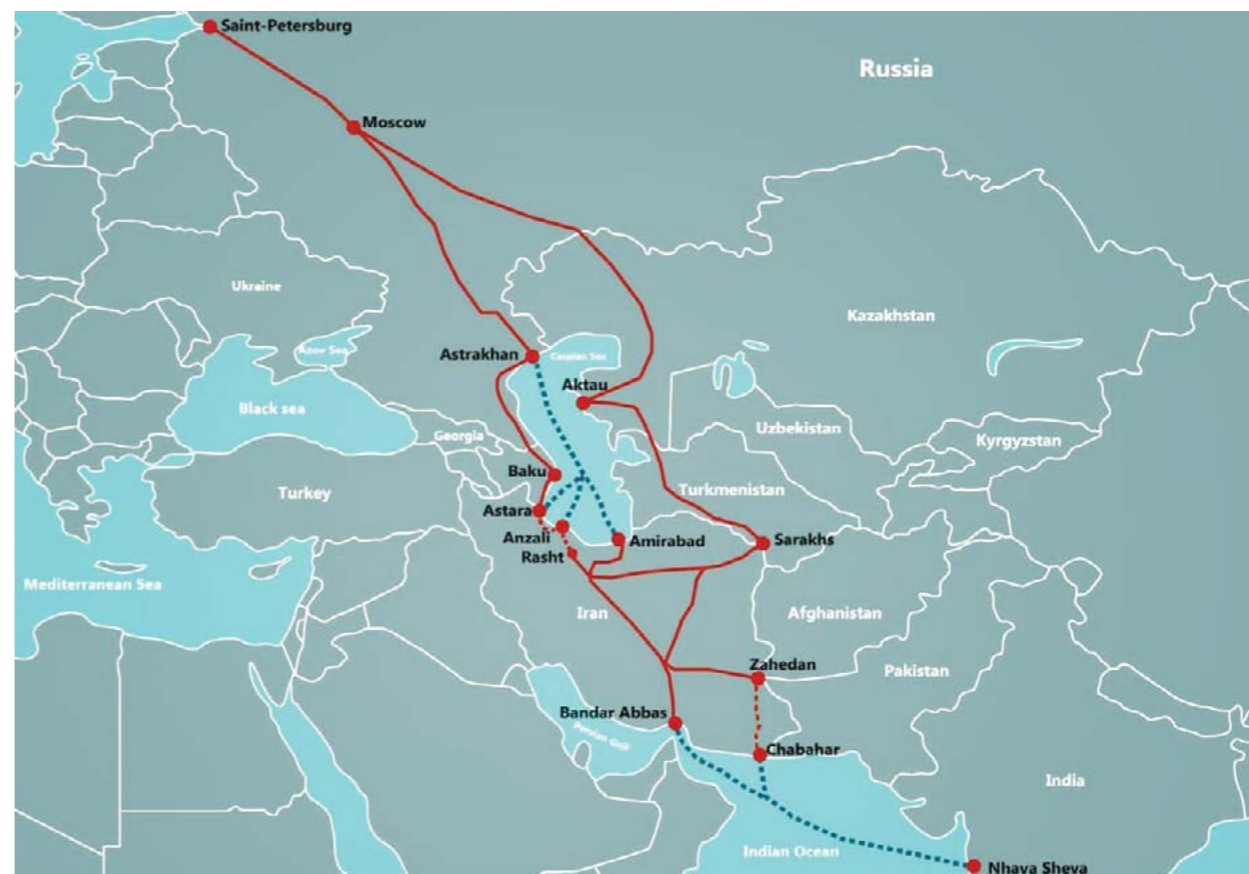 Saint-Petersburg
Russia
Moscow
Ukraine
Kazakhstan
Azov Sea
Astrakhan
Caspian Sea
Aktau
Black sea
Uzbekistan
Georgia
Kyrgyzstan
Baku
Turkey
Turkmenistan
Astara
Anzali
Amirabad
Sarakhs
Rasht
Mediterranean Sea
Iran
Afghanistan
Zahedan
Pakistan
Bandar Abbas
Persian Gulf
Chabahar
India
Indian Ocean
Nhava Sheva